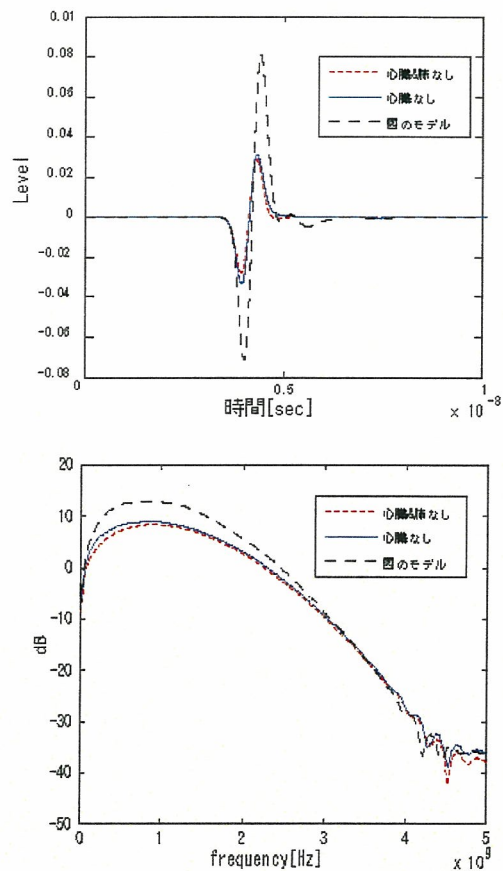 0.01
0.08
0.06
0.04
0.02
0
-0.02
-0.04
-0.06
-0.08
Level
心臓&肺なし
心臓なし
図のモデル
0
0.5
1
時間[sec]
× 10⁻⁸
20
10
0
-10
-20
-30
-40
-50
dB
心臓&肺なし
心臓なし
図のモデル
0
1
2
3
4
5
frequency[Hz]
× 10⁹